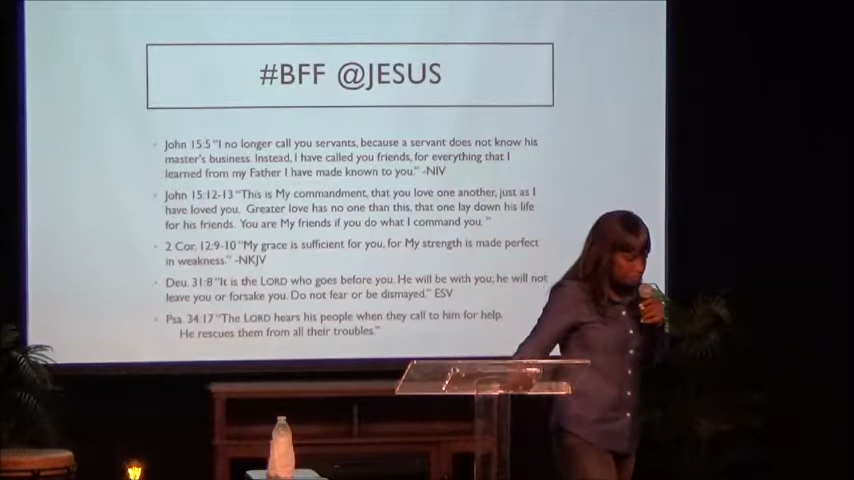 #BFF @JESUS
John 15:5 "I no longer call you servants, because a servant does not know his
master's business. Instead, I have called you friends, for everything that I
learned from my Father I have made known to you." -NIV
John 15:12-13 "This is My commandment, that you love one another, just as I
have loved you. Greater love has no one than this, that one lay down his life
for his friends. You are My friends if you do what I command you."
2 Cor. 12:9-10 "My grace is sufficient for you, for My strength is made perfect
in weakness." -NKJV
Deu. 31:8 "It is the LORD who goes before you. He will be with you; he will not
leave you or forsake you. Do not fear or be dismayed." ESV
Psa. 34:17 "The LORD hears his people when they call to him for help.
He rescues them from all their troubles."